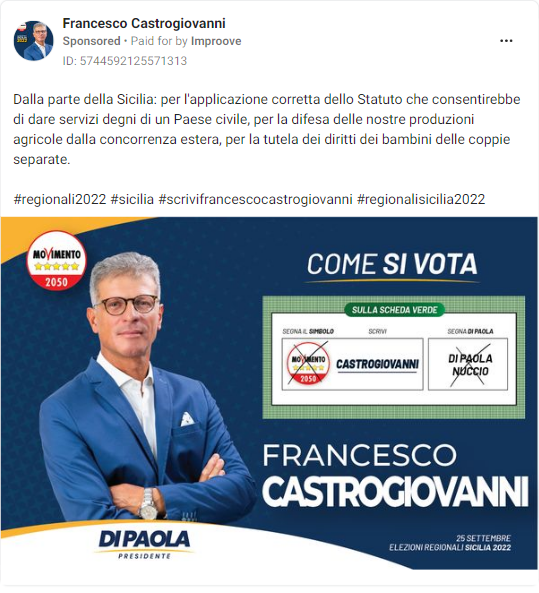 Francesco Castrogiovanni
Sponsored • Paid for by Improove
ID: 5744592125571313
Dalla parte della Sicilia: per l'applicazione corretta dello Statuto che consentirebbe
di dare servizi degni di un Paese civile, per la difesa delle nostre produzioni
agricole dalla concorrenza estera, per la tutela dei diritti dei bambini delle coppie
separate.
#regionali2022 #sicilia #scrivifrancescocastrogiovanni #regionalisicilia2022
MOVIMENTO
2050
COME SI VOTA
SULLA SCHEDA VERDE
SEGNA IL SIMBOLO
SCRIVI
SEGNA DI PAOLA
MOVIMENTO
2050
CASTROGIOVANNI
DI PAOLA
NUCCIO
FRANCESCO
CASTROGIOVANNI
DI PAOLA
PRESIDENTE
25 SETTEMBRE
ELEZIONI REGIONALI SICILIA 2022